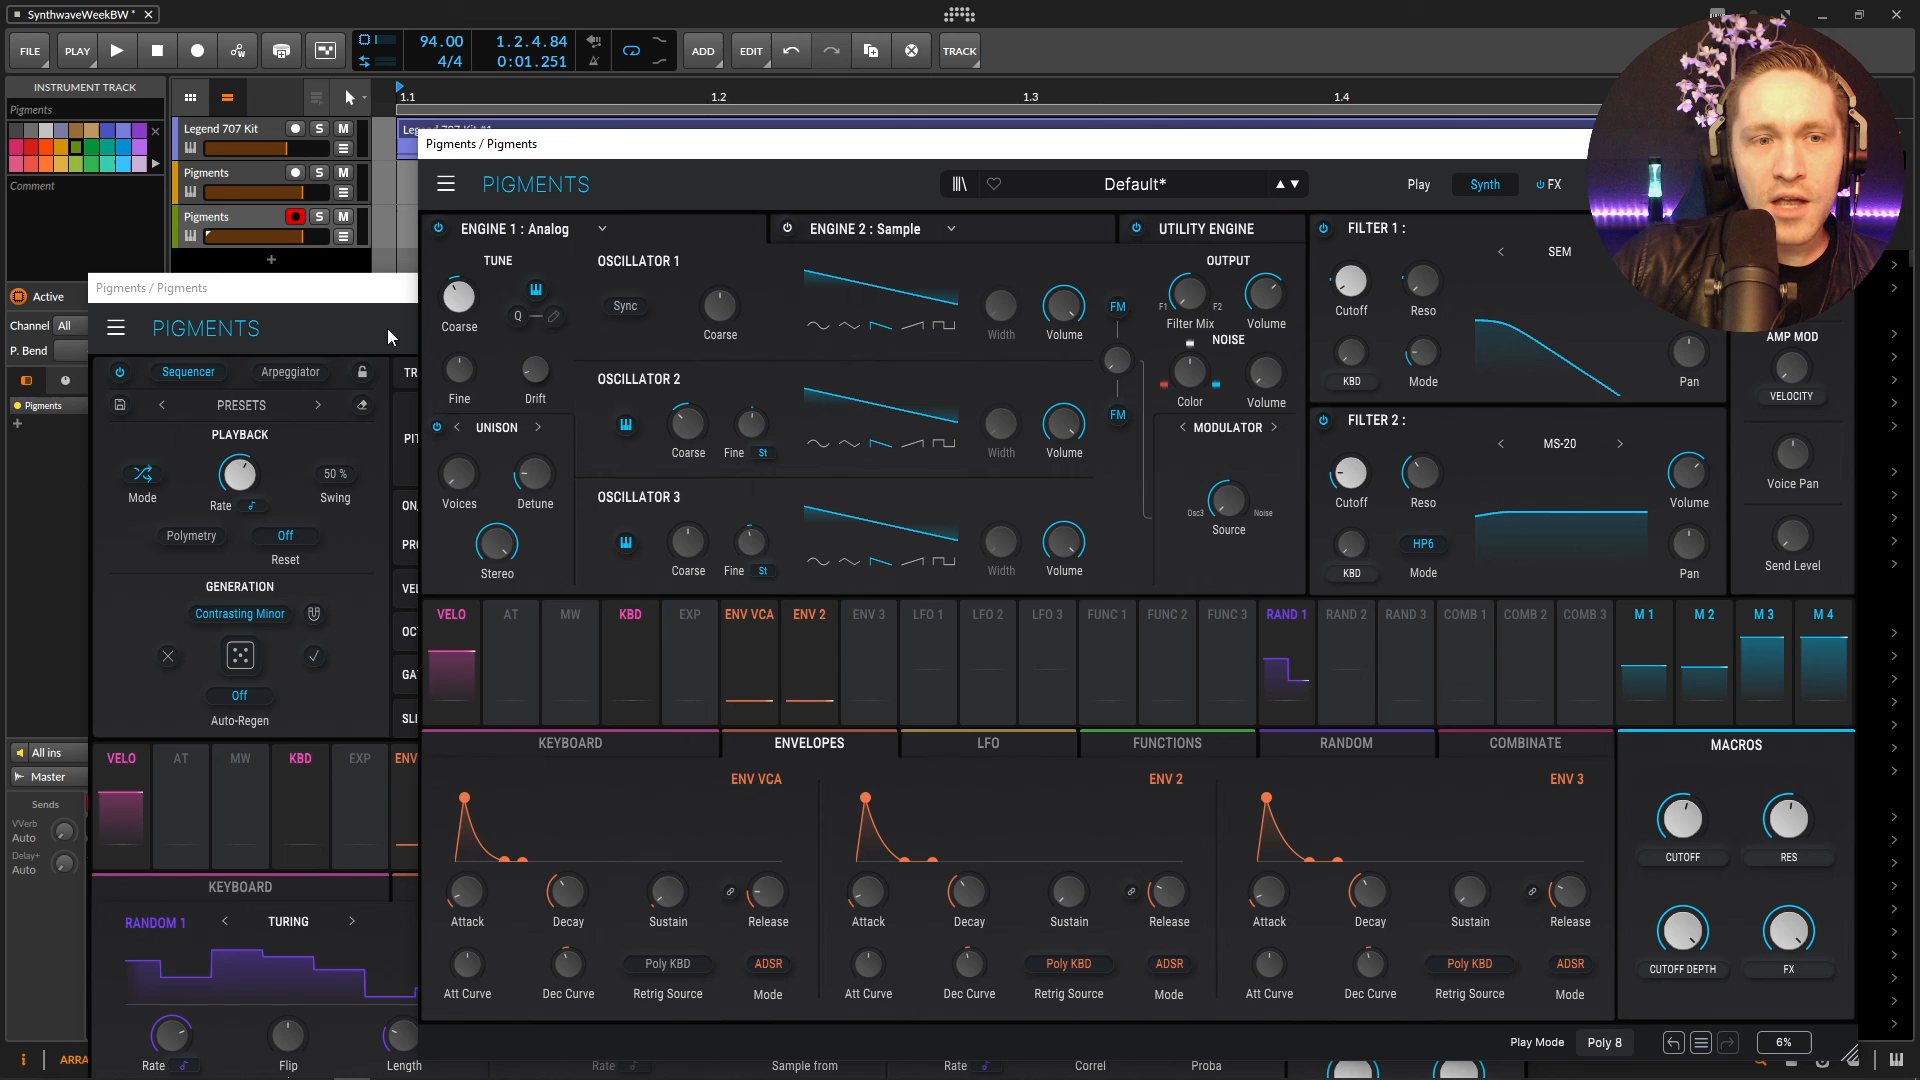 SynthwaveWeekBW *
FILE PLAY 94.00 4/4 1.2.4.84 0:01.251 ADD EDIT TRACK
INSTRUMENT TRACK
Pigments
Comment
1.1 1.2 1.3 1.4
Legend 707 Kit S M
Pigments S M
Pigments S M
Active
Channel All
P. Bend
Pigments
All ins
Master
Sends
VVerb
Auto
Delay+
Auto
ARRA
Pigments / Pigments
PIGMENTS
Sequencer Arpeggiator
PRESETS
PLAYBACK
50 %
Mode Rate Swing
Polymetry Off
Reset
GENERATION
Contrasting Minor
Off
Auto-Regen
VELO AT MW KBD EXP ENV
KEYBOARD
RANDOM 1 TURING
Rate Flip Length
Pigments / Pigments
PIGMENTS Default* Play Synth FX
ENGINE 1 : Analog ENGINE 2 : Sample UTILITY ENGINE
TUNE
Coarse
Q
Fine Drift
UNISON
Voices Detune
Stereo
OSCILLATOR 1
Sync Coarse Width Volume FM
OSCILLATOR 2
Coarse Fine St Width Volume FM
OSCILLATOR 3
Coarse Fine St Width Volume
OUTPUT
F1 F2
Filter Mix Volume
NOISE
Color Volume
MODULATOR
Osc3 Noise
Source
FILTER 1 : SEM
Cutoff Reso
KBD Mode Pan
FILTER 2 : MS-20
Cutoff Reso Volume
KBD HP6 Mode Pan
AMP MOD
VELOCITY
Voice Pan
Send Level
VELO AT MW KBD EXP ENV VCA ENV 2 ENV 3 LFO 1 LFO 2 LFO 3 FUNC 1 FUNC 2 FUNC 3 RAND 1 RAND 2 RAND 3 COMB 1 COMB 2 COMB 3 M 1 M 2 M 3 M 4
KEYBOARD ENVELOPES LFO FUNCTIONS RANDOM COMBINATE MACROS
ENV VCA ENV 2 ENV 3
Attack Decay Sustain Release Attack Decay Sustain Release Attack Decay Sustain Release
Poly KBD ADSR Poly KBD ADSR Poly KBD ADSR
Att Curve Dec Curve Retrig Source Mode Att Curve Dec Curve Retrig Source Mode Att Curve Dec Curve Retrig Source Mode
CUTOFF RES
CUTOFF DEPTH FX
Play Mode Poly 8 6%
Rate Sample from Rate Correl Proba